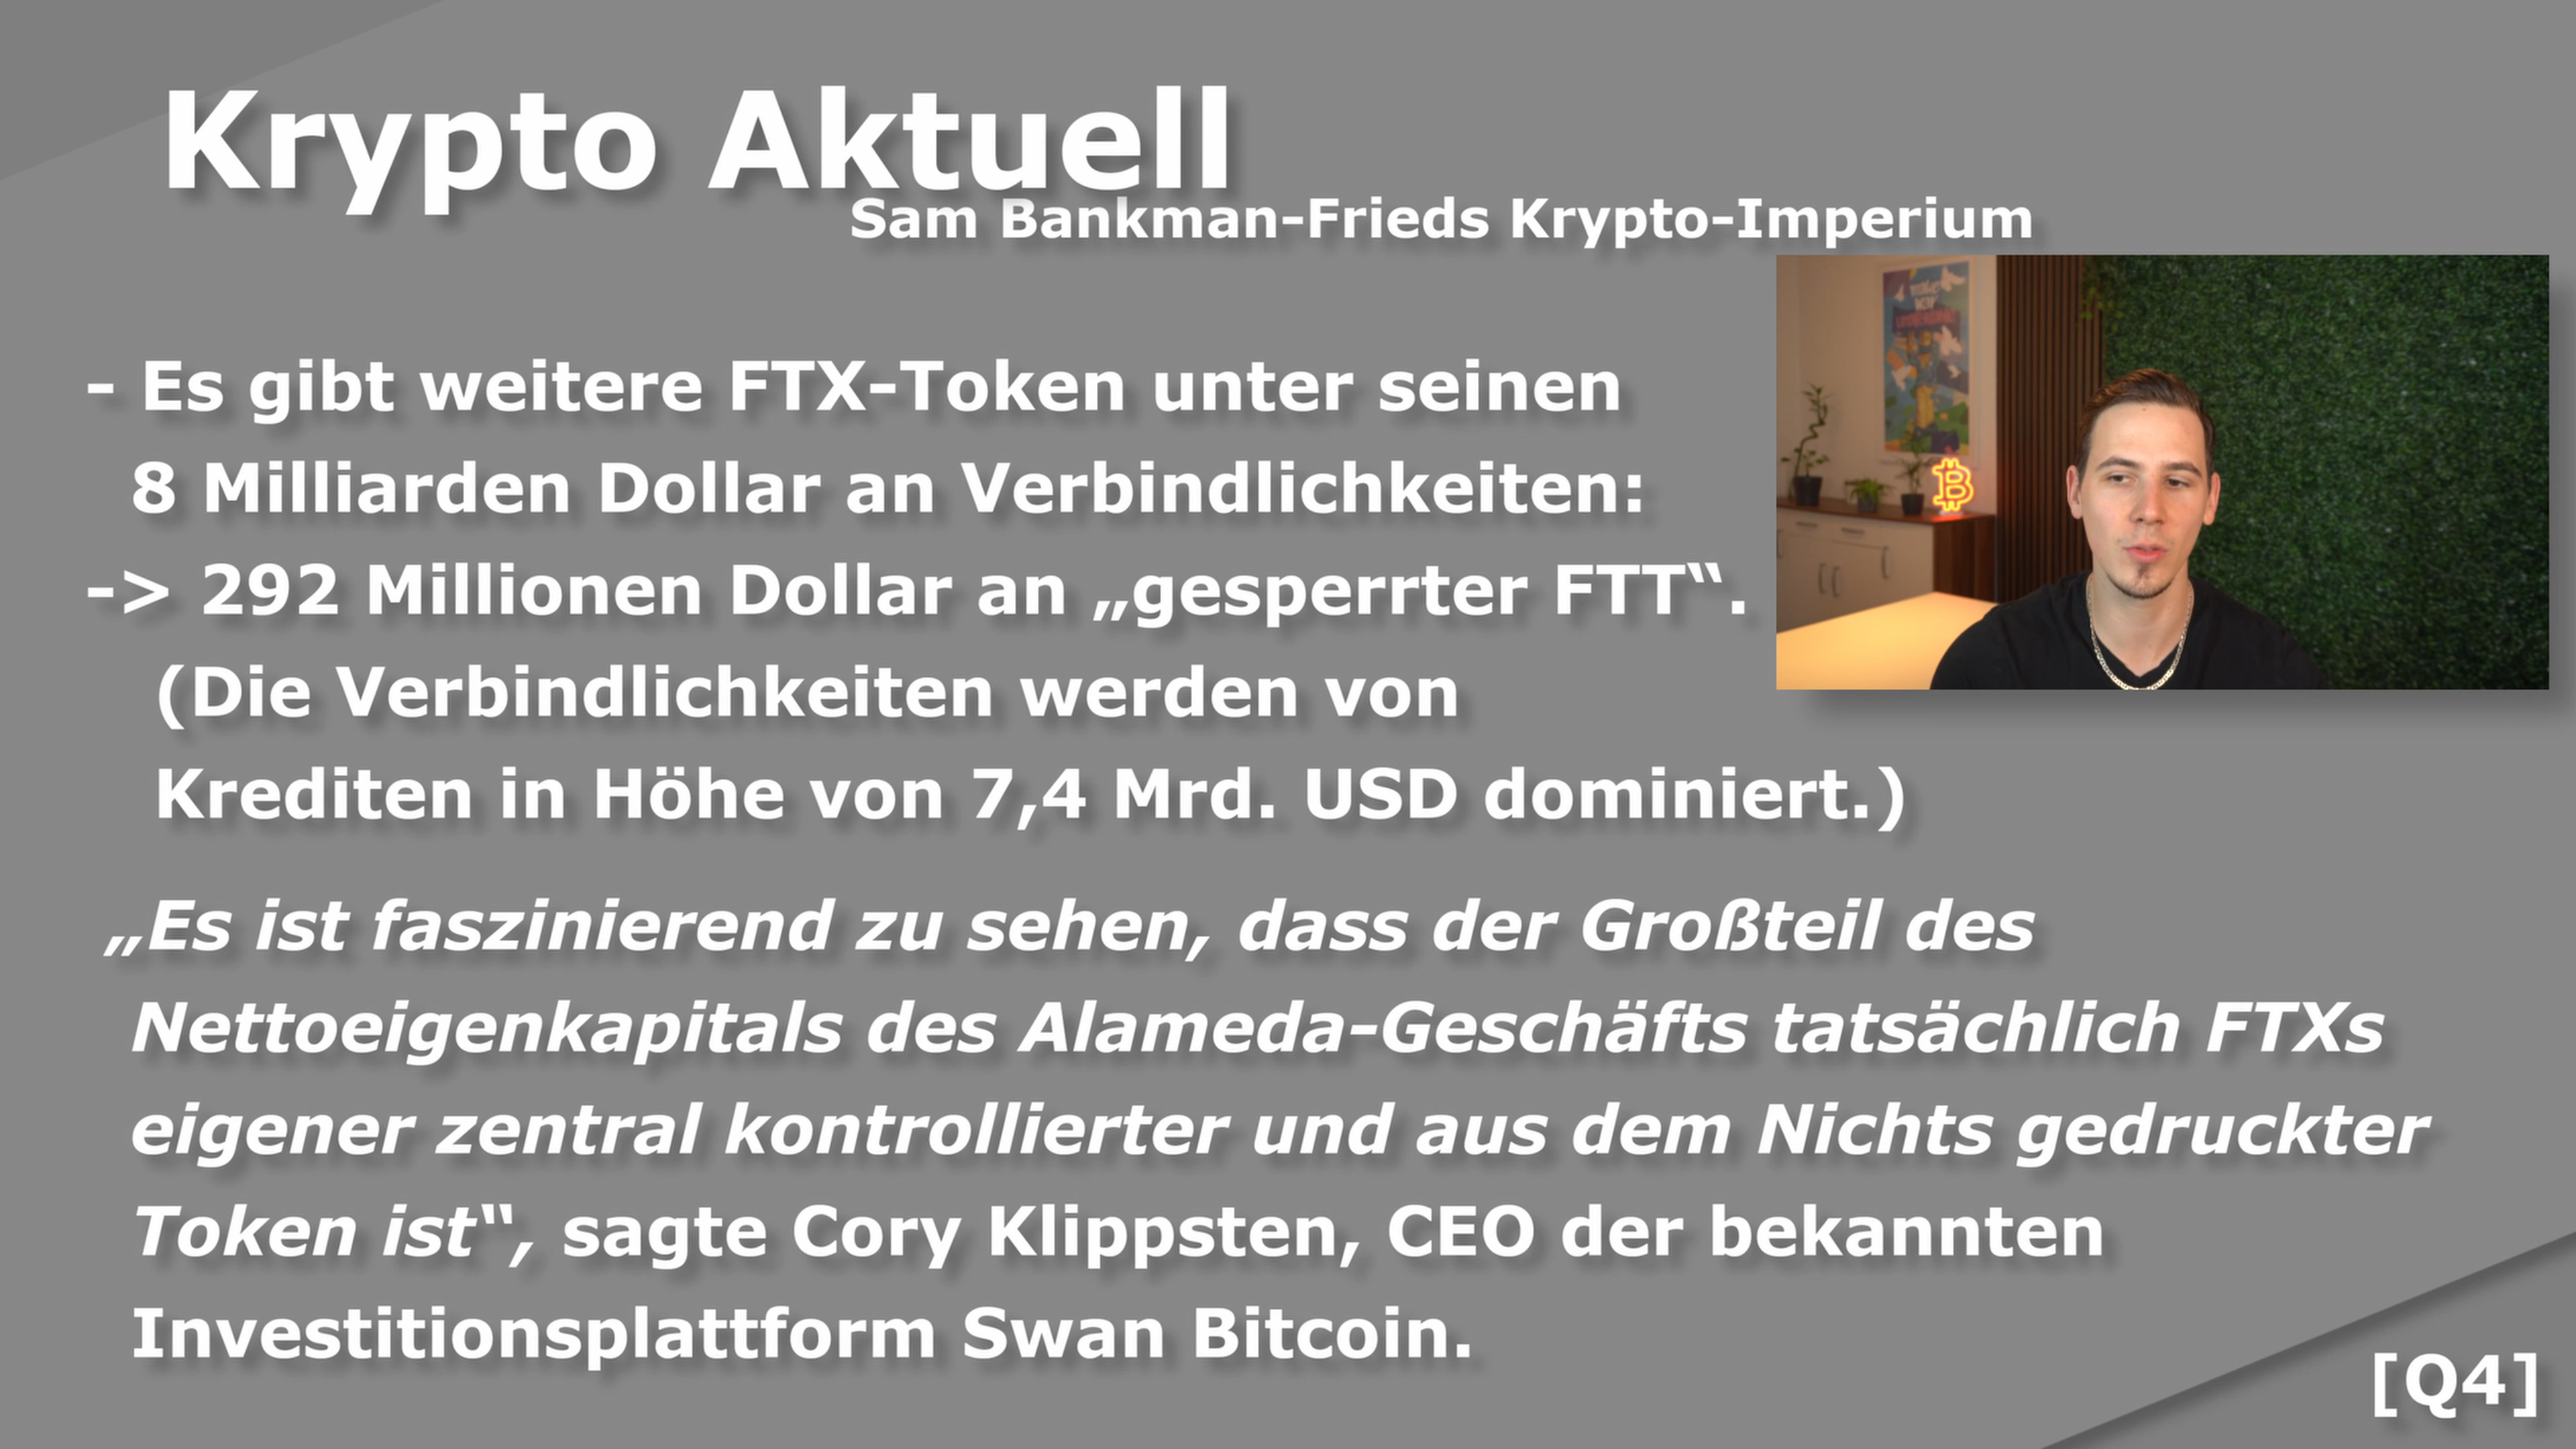 Krypto Aktuell
Sam Bankman-Frieds Krypto-Imperium
- Es gibt weitere FTX-Token unter seinen
8 Milliarden Dollar an Verbindlichkeiten:
-> 292 Millionen Dollar an „gesperrter FTT“.
(Die Verbindlichkeiten werden von
Krediten in Höhe von 7,4 Mrd. USD dominiert.)
„Es ist faszinierend zu sehen, dass der Großteil des
Nettoeigenkapitals des Alameda-Geschäfts tatsächlich FTXs
eigener zentral kontrollierter und aus dem Nichts gedruckter
Token ist“, sagte Cory Klippsten, CEO der bekannten
Investitionsplattform Swan Bitcoin.
[Q4]